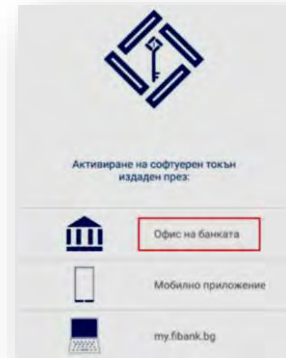 Активиране на софтуерен токън
издаден през:
Офис на банката
Мобилно приложение
my.fibank.bg